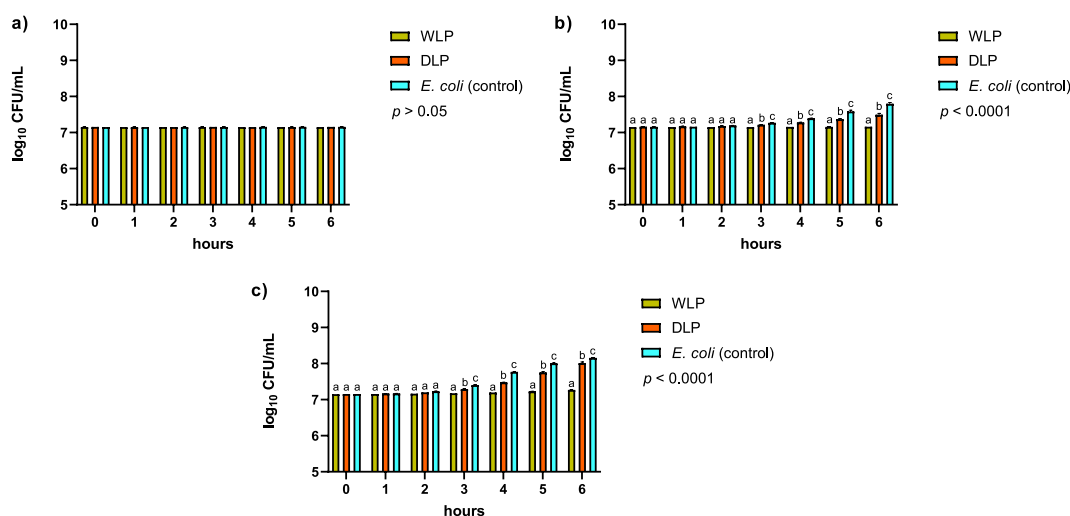 a)
10
9
8
7
6
5
log10 CFU/mL
0 1 2 3 4 5 6
hours
WLP
DLP
E. coli (control)
p > 0.05
b)
10
9
8
7
6
5
log10 CFU/mL
a a a a a a a a a a b c a b c a b c a b c
0 1 2 3 4 5 6
hours
WLP
DLP
E. coli (control)
p < 0.0001
c)
10
9
8
7
6
5
log10 CFU/mL
a a a a a a a a a a b c a b c a b c a b c
0 1 2 3 4 5 6
hours
WLP
DLP
E. coli (control)
p < 0.0001